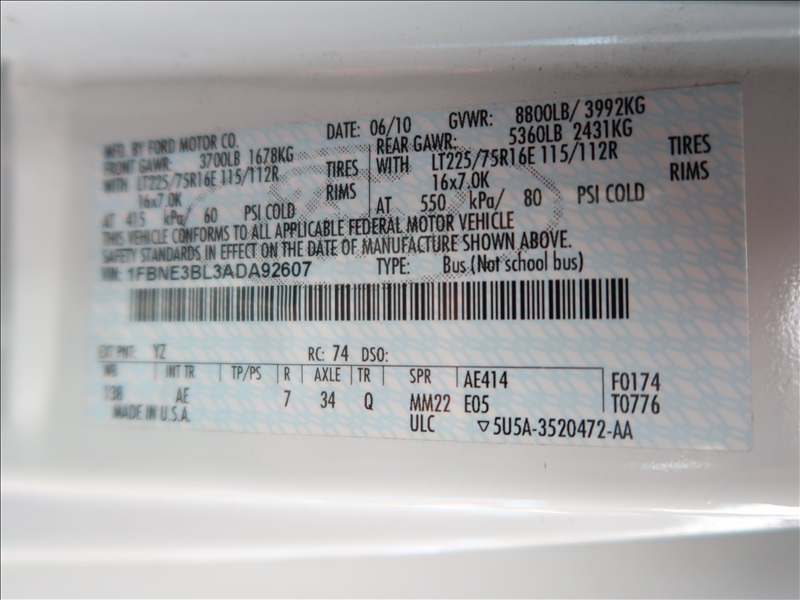 MFD. BY FORD MOTOR CO. DATE: 06/10 GVWR: 8800LB/ 3992KG
FRONT GAWR: 3700LB 1678KG REAR GAWR: 5360LB 2431KG
WITH LT225/75R16E 115/112R TIRES WITH LT225/75R16E 115/112R TIRES
16x7.0K RIMS 16x7.0K RIMS
AT 415 kPa/ 60 PSI COLD AT 550 kPa/ 80 PSI COLD
THIS VEHICLE CONFORMS TO ALL APPLICABLE FEDERAL MOTOR VEHICLE
SAFETY STANDARDS IN EFFECT ON THE DATE OF MANUFACTURE SHOWN ABOVE.
VIN: 1FBNE3BL3ADA92607 TYPE: Bus (Not school bus)
EXT PNT: YZ RC: 74 DSO:
WB INT TR TP/PS R AXLE TR SPR AE414 F0174
138 AE 7 34 Q MM22 E05 T0776
MADE IN U.S.A. ULC ▽5U5A-3520472-AA